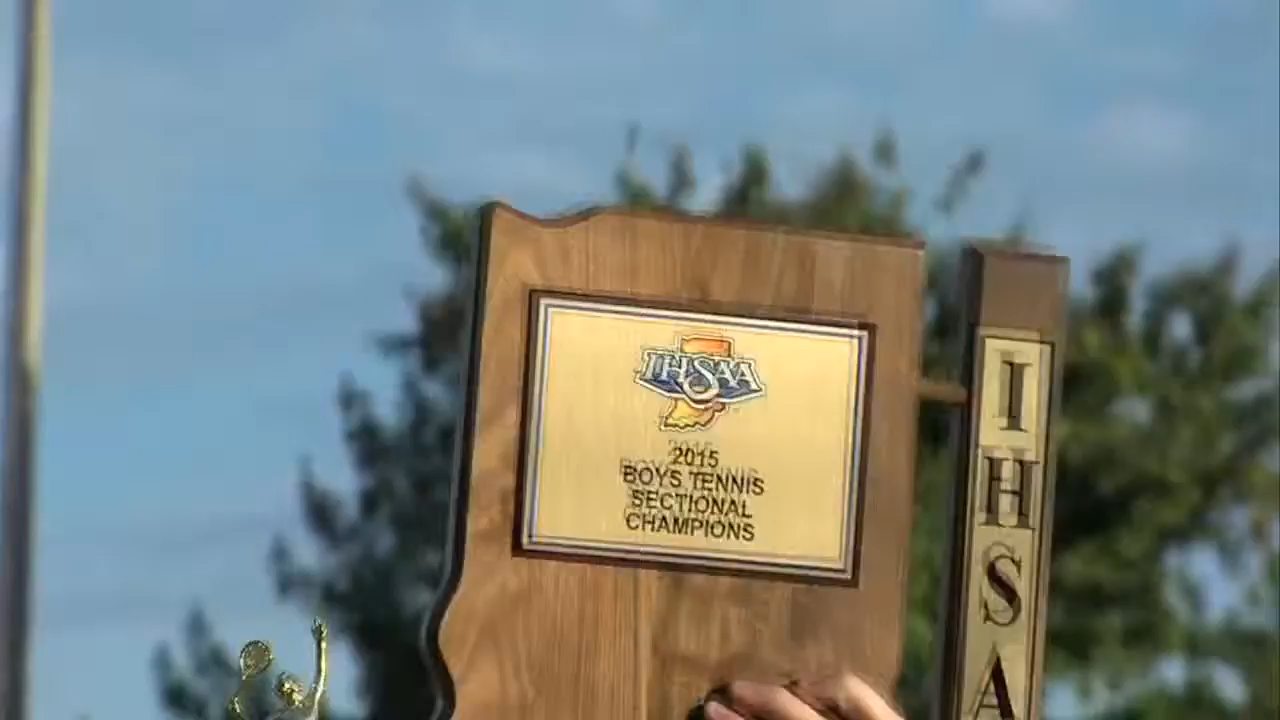 IHSAA
2015
BOYS TENNIS
SECTIONAL
CHAMPIONS
I
H
S
A